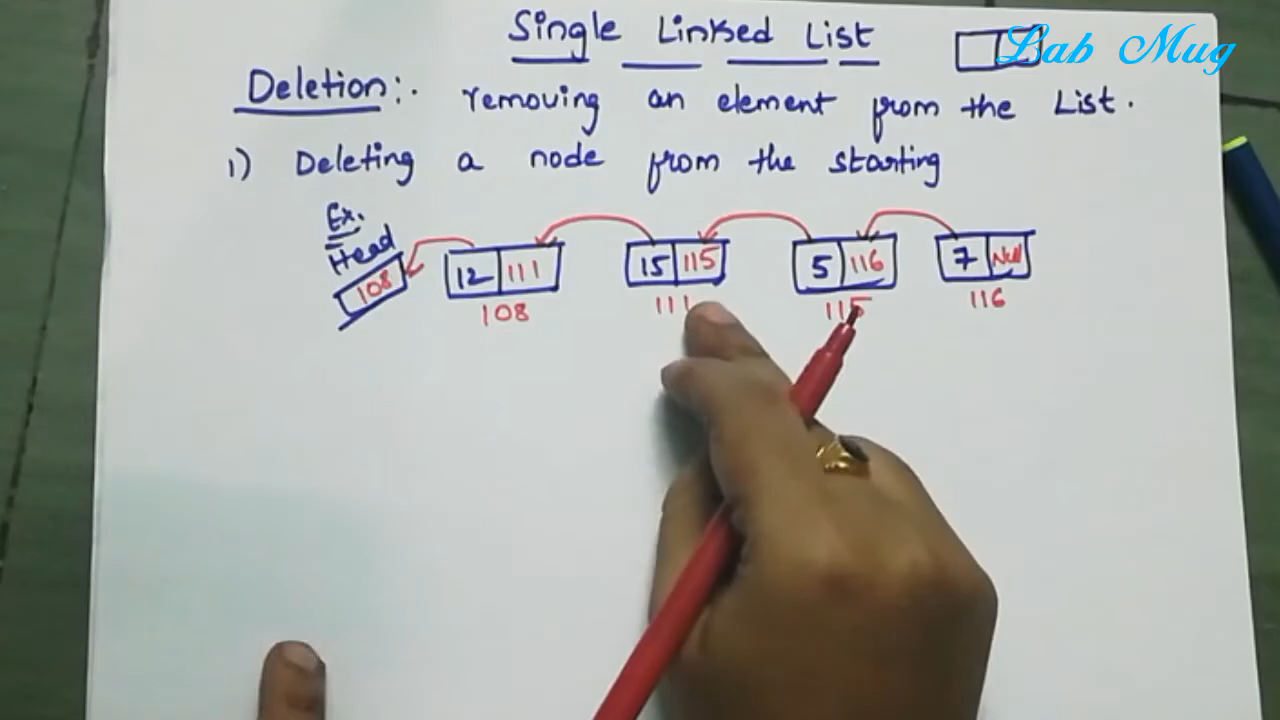 Single Linked List
Lab Mug
Deletion:. removing an element from the List.
1) Deleting a node from the starting
Ex.
Head
108
12 111
15 115
5 116
7 Null
108
111
115
116